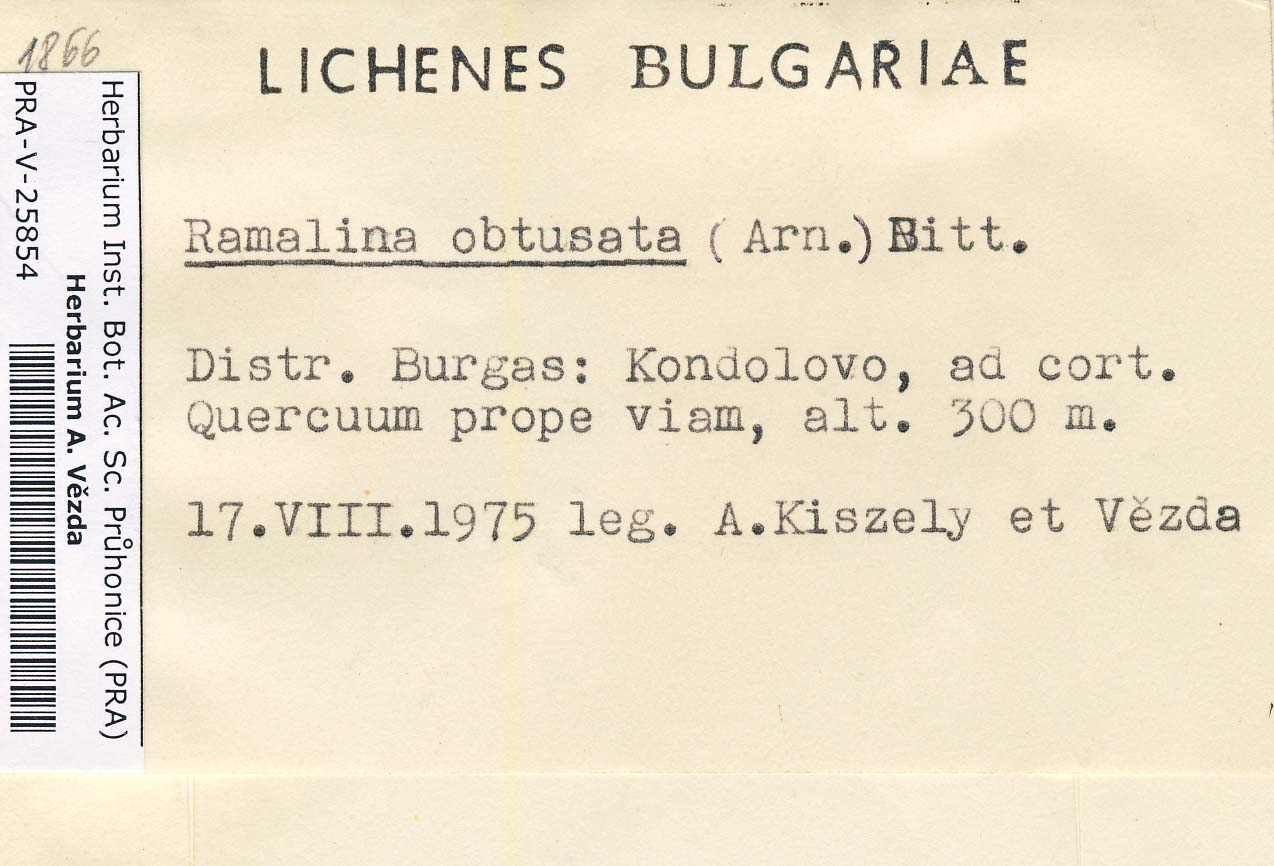 1866
LICHENES BULGARIAE
Ramalina obtusata (Arn.) Bitt.
Distr. Burgas: Kondolovo, ad cort.
Quercuum prope viam, alt. 300 m.
17.VIII.1975 leg. A.Kiszely et Vězda
Herbarium Inst. Bot. Ac. Sc. Průhonice (PRA)
Herbarium A. Vězda
PRA-V-25854